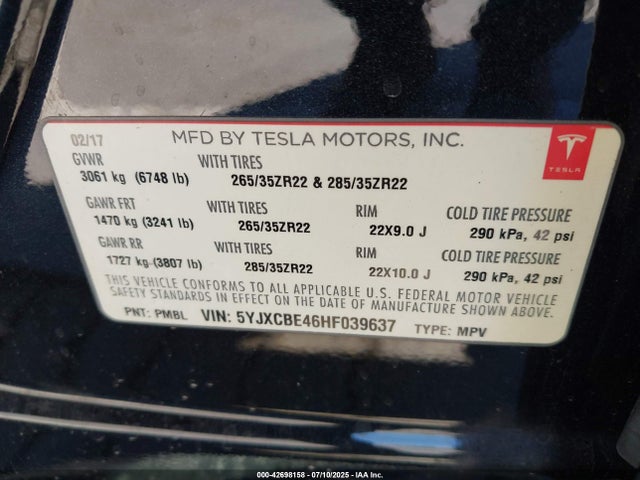 02/17 MFD BY TESLA MOTORS, INC.
GVWR WITH TIRES
3061 kg (6748 lb) 265/35ZR22 & 285/35ZR22
TESLA
GAWR FRT WITH TIRES RIM COLD TIRE PRESSURE
1470 kg (3241 lb) 265/35ZR22 22X9.0 J 290 kPa, 42 psi
GAWR RR WITH TIRES RIM COLD TIRE PRESSURE
1727 kg (3807 lb) 285/35ZR22 22X10.0 J 290 kPa, 42 psi
THIS VEHICLE CONFORMS TO ALL APPLICABLE U.S. FEDERAL MOTOR VEHICLE
SAFETY STANDARDS IN EFFECT ON THE DATE OF MANUFACTURE SHOWN ABOVE.
PNT: PMBL VIN: 5YJXCBE46HF039637 TYPE: MPV
© 42698158 - 07/10/2025 - IAA Inc.